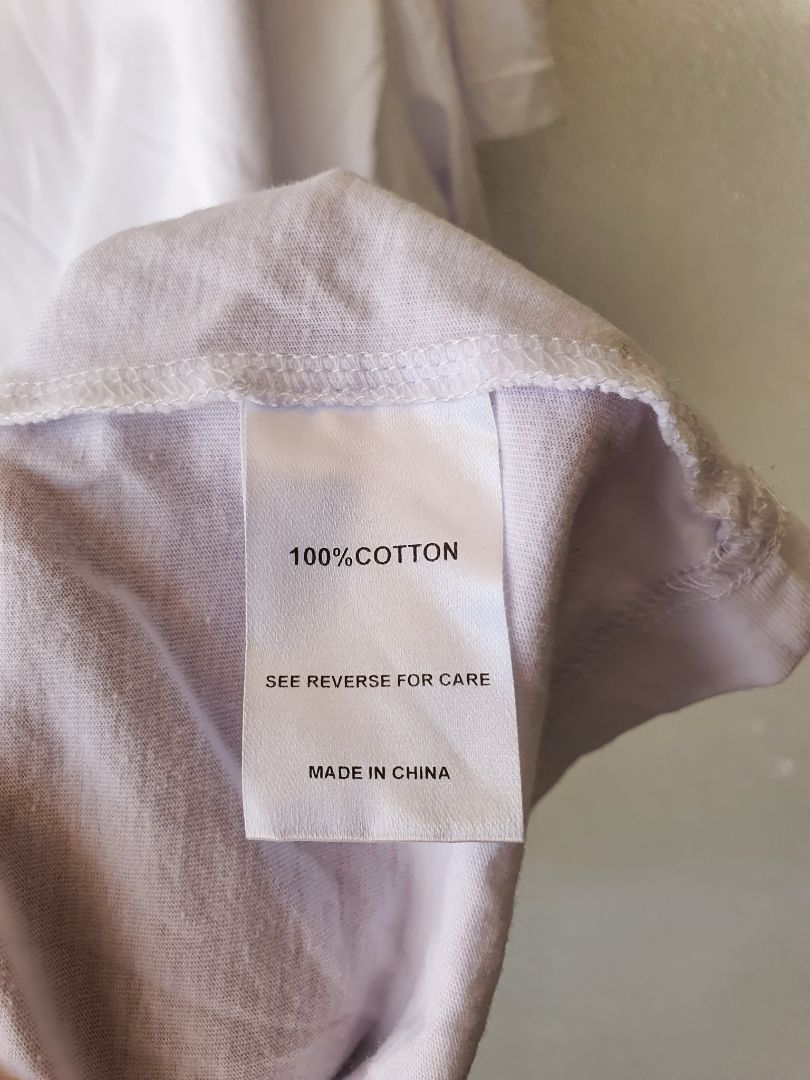 100%COTTON
SEE REVERSE FOR CARE
MADE IN CHINA